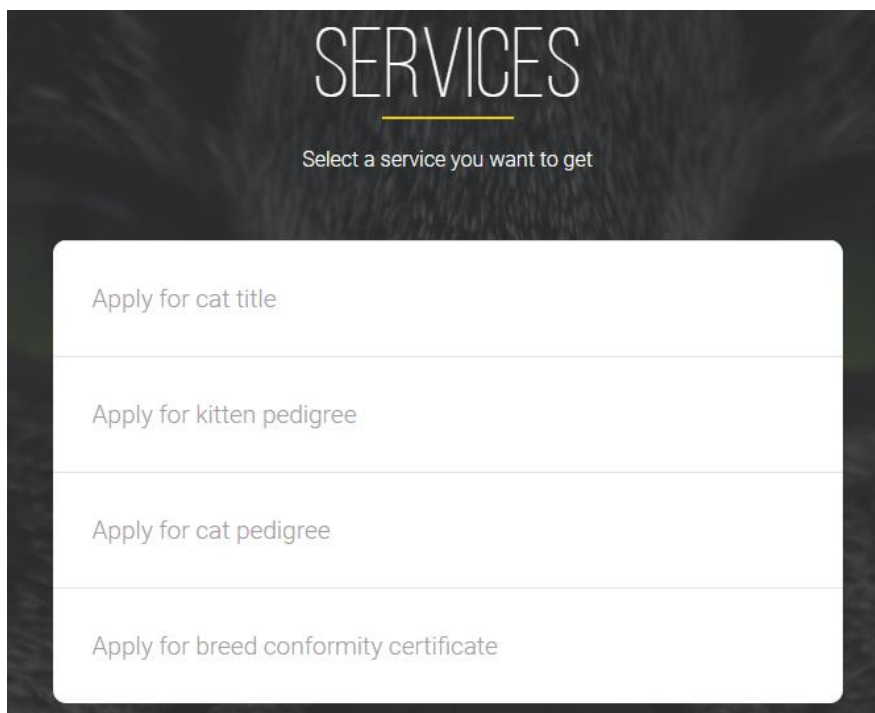 SERVICES
Select a service you want to get
Apply for cat title
Apply for kitten pedigree
Apply for cat pedigree
Apply for breed conformity certificate